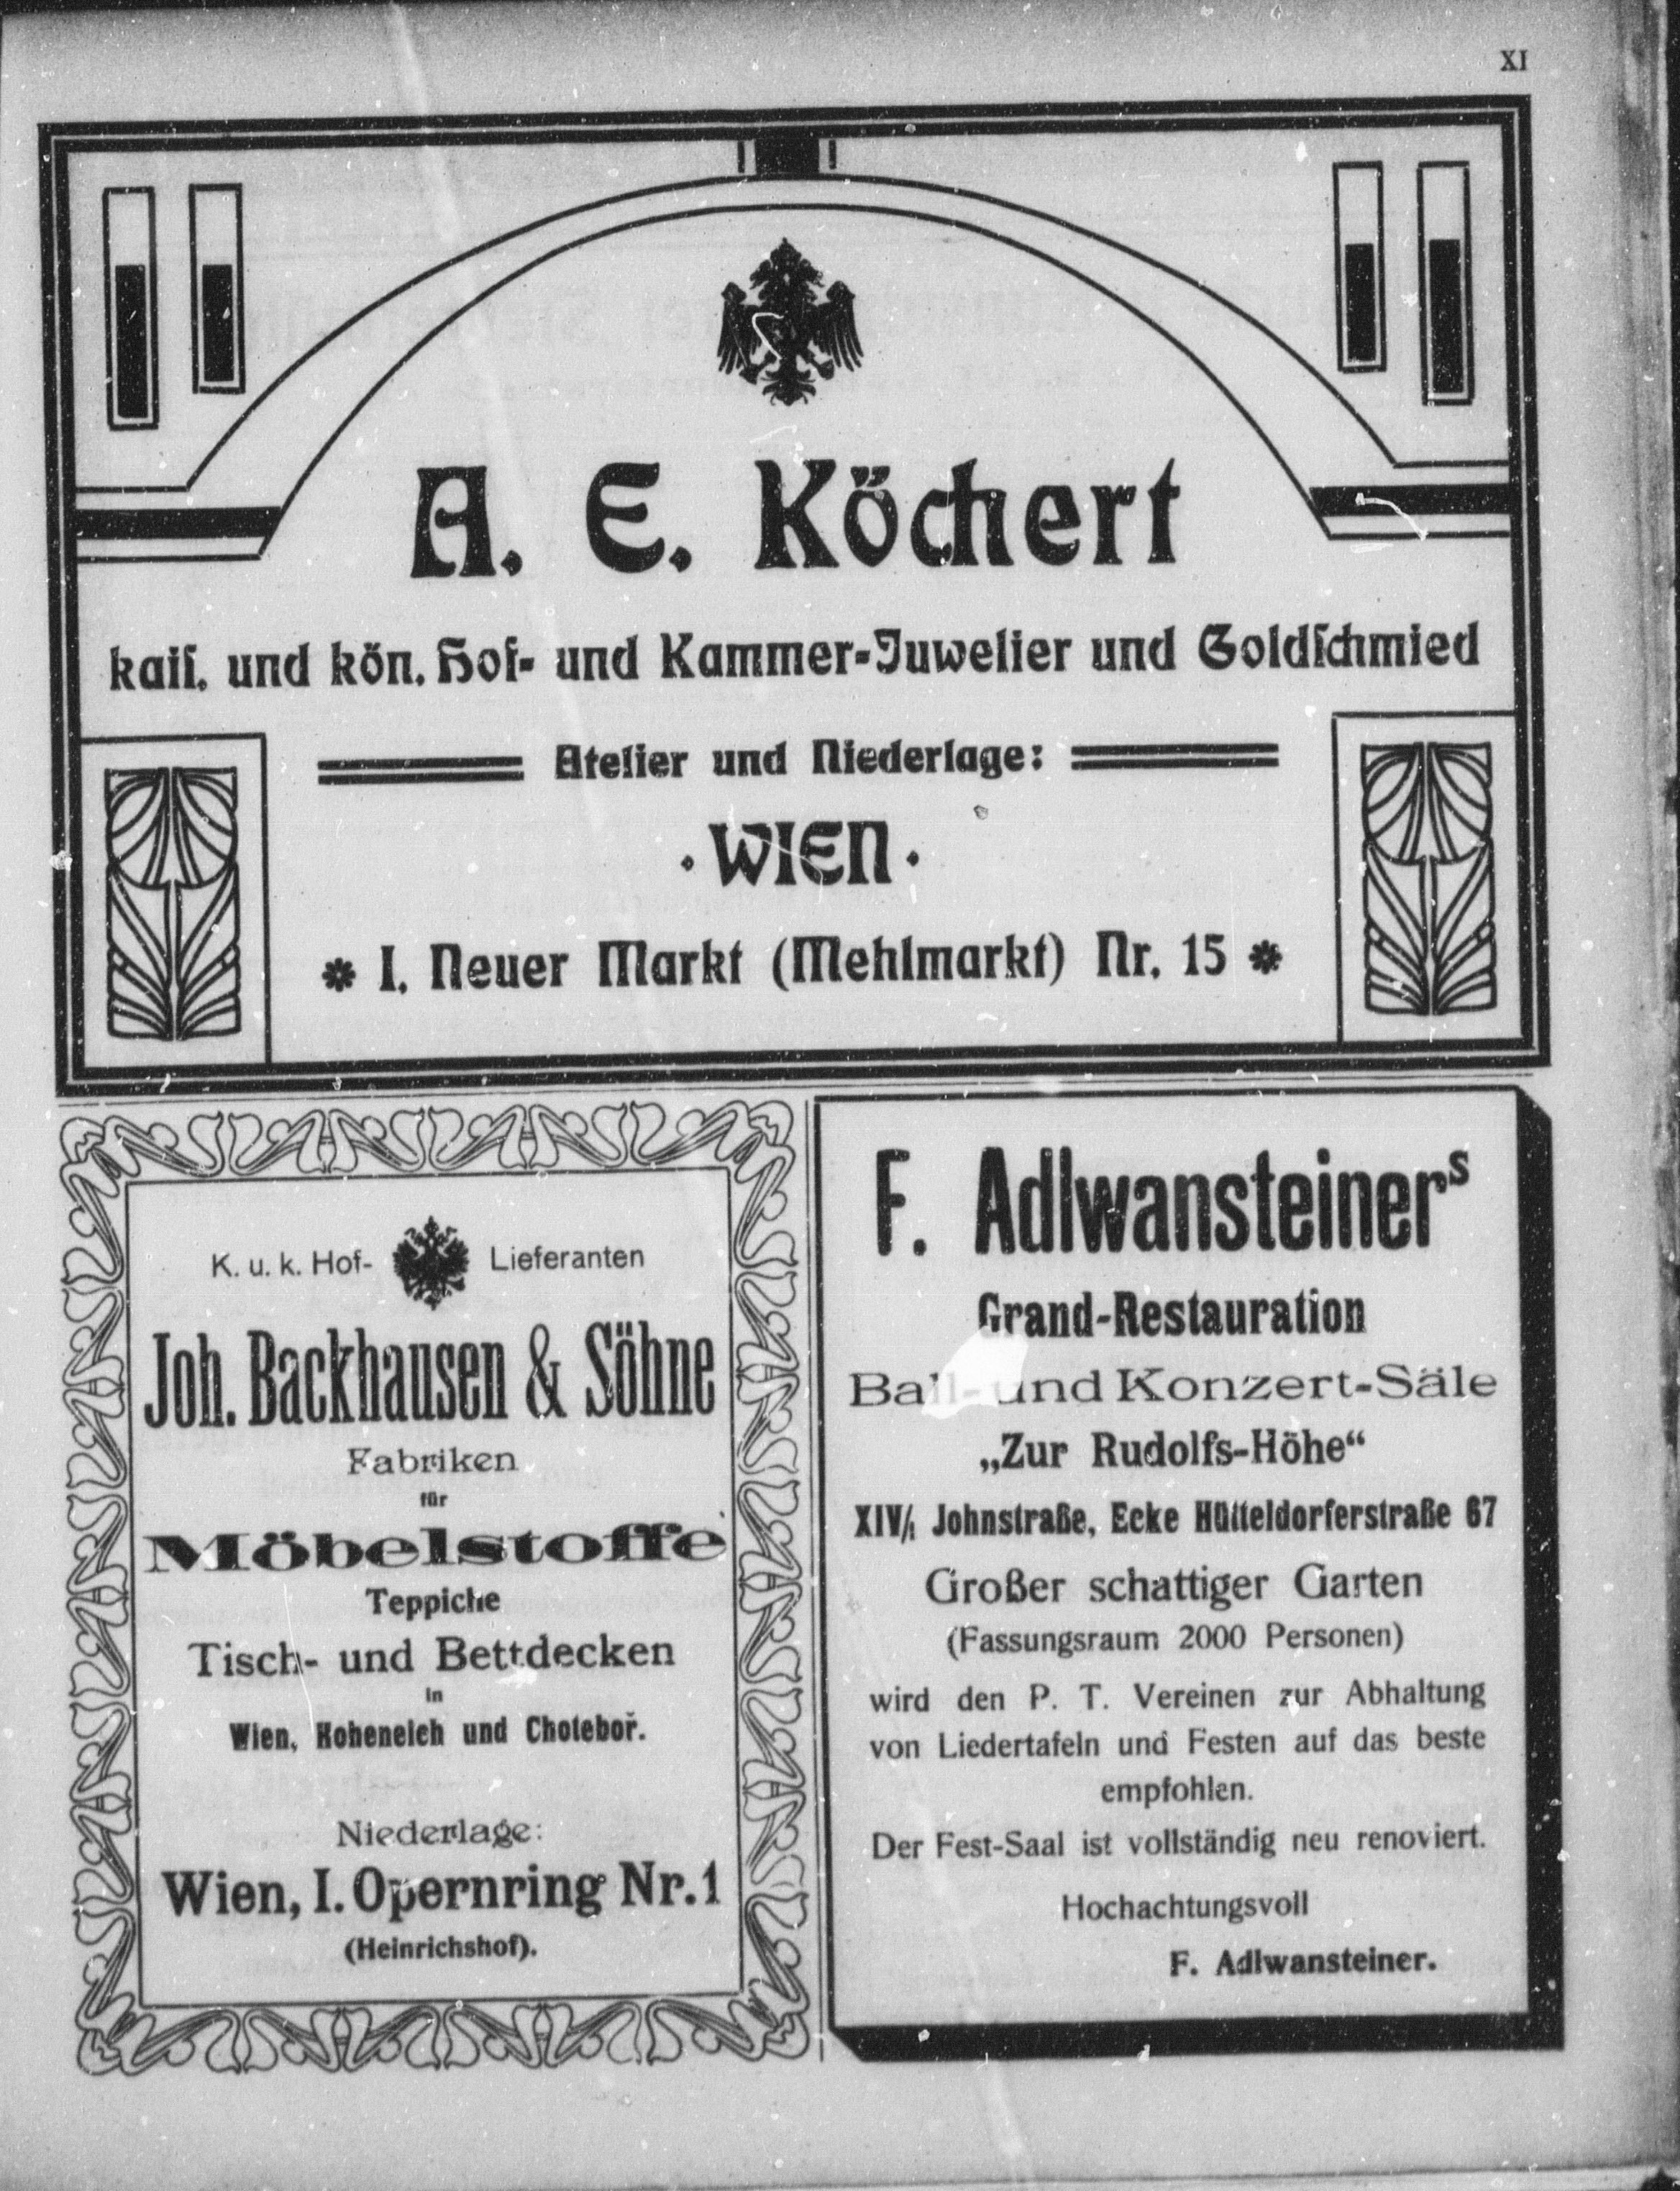 XI
A. E. Köchert
kais. und kön. Hof- und Kammer-Juwelier und Goldschmied
Atelier und Niederlage:
· WIEN ·
* I. Neuer Markt (Mehlmarkt) Nr. 15 *
K. u. k. Hof- Lieferanten
Joh. Backhausen & Söhne
Fabriken
für
Möbelstoffe
Teppiche
Tisch- und Bettdecken
in
Wien, Hoheneich und Choteboř.
Niederlage:
Wien, I. Opernring Nr. 1
(Heinrichshof).
F. Adlwansteiners
Grand-Restauration
Ball- und Konzert-Säle
„Zur Rudolfs-Höhe“
XIV/1 Johnstraße, Ecke Hütteldorferstraße 67
Großer schattiger Garten
(Fassungsraum 2000 Personen)
wird den P. T. Vereinen zur Abhaltung
von Liedertafeln und Festen auf das beste
empfohlen.
Der Fest-Saal ist vollständig neu renoviert.
Hochachtungsvoll
F. Adlwansteiner.